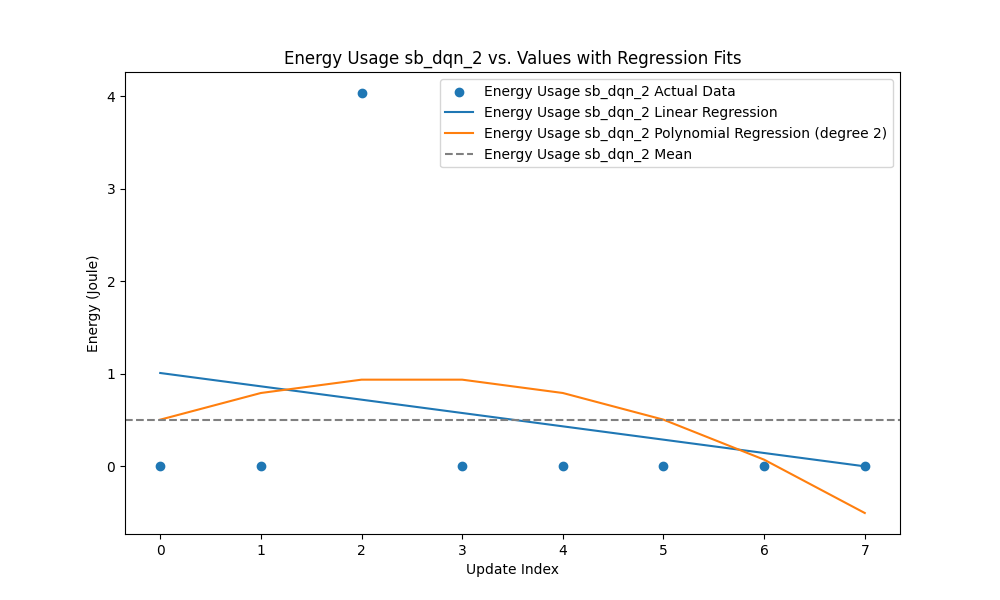 Energy Usage sb_dqn_2 vs. Values with Regression Fits
Energy Usage sb_dqn_2 Actual Data
Energy Usage sb_dqn_2 Linear Regression
Energy Usage sb_dqn_2 Polynomial Regression (degree 2)
Energy Usage sb_dqn_2 Mean
Energy (Joule)
4
3
2
1
0
0 1 2 3 4 5 6 7
Update Index